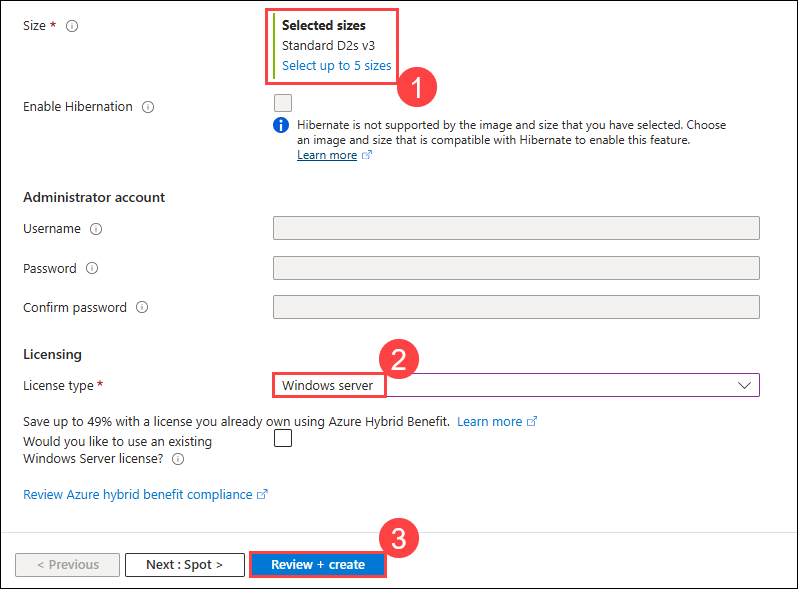 Size *
Selected sizes
Standard D2s v3
Select up to 5 sizes
1
Enable Hibernation
Hibernate is not supported by the image and size that you have selected. Choose
an image and size that is compatible with Hibernate to enable this feature.
Learn more
Administrator account
Username
Password
Confirm password
Licensing
2
License type *
Windows server
Save up to 49% with a license you already own using Azure Hybrid Benefit. Learn more
Would you like to use an existing
Windows Server license?
Review Azure hybrid benefit compliance
3
< Previous
Next : Spot >
Review + create